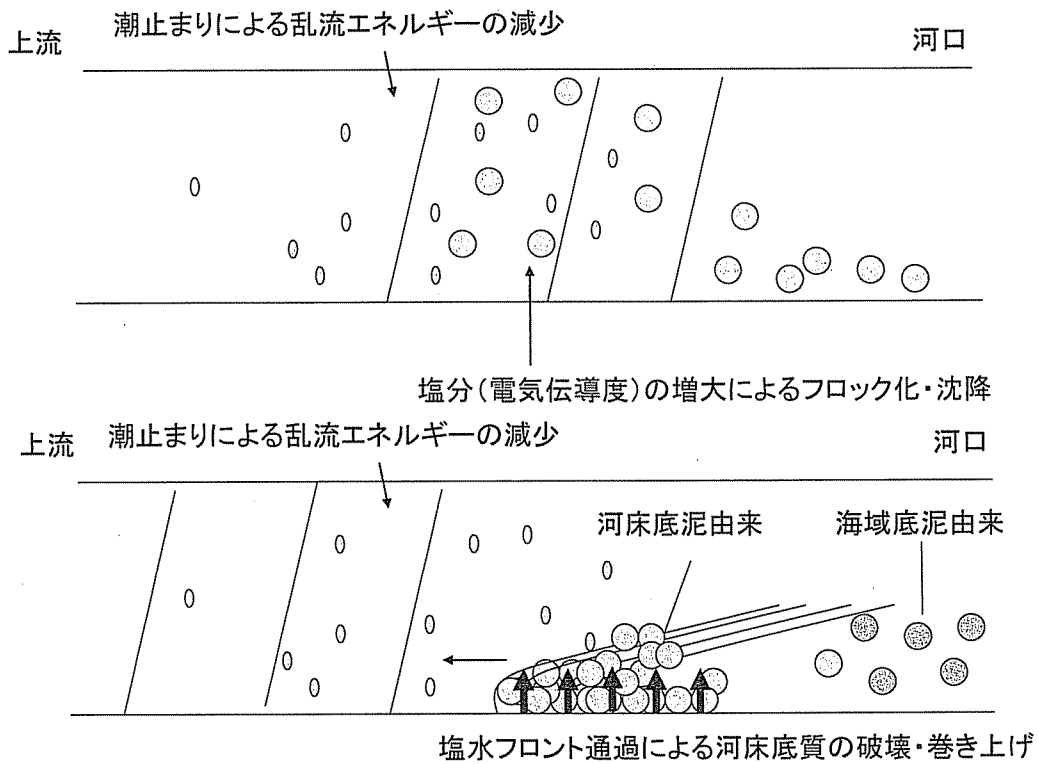 潮止まりによる乱流エネルギーの減少
上流
河口
塩分(電気伝導度)の増大によるフロック化・沈降
潮止まりによる乱流エネルギーの減少
上流
河口
河床底泥由来
海域底泥由来
塩水フロント通過による河床底質の破壊・巻き上げ